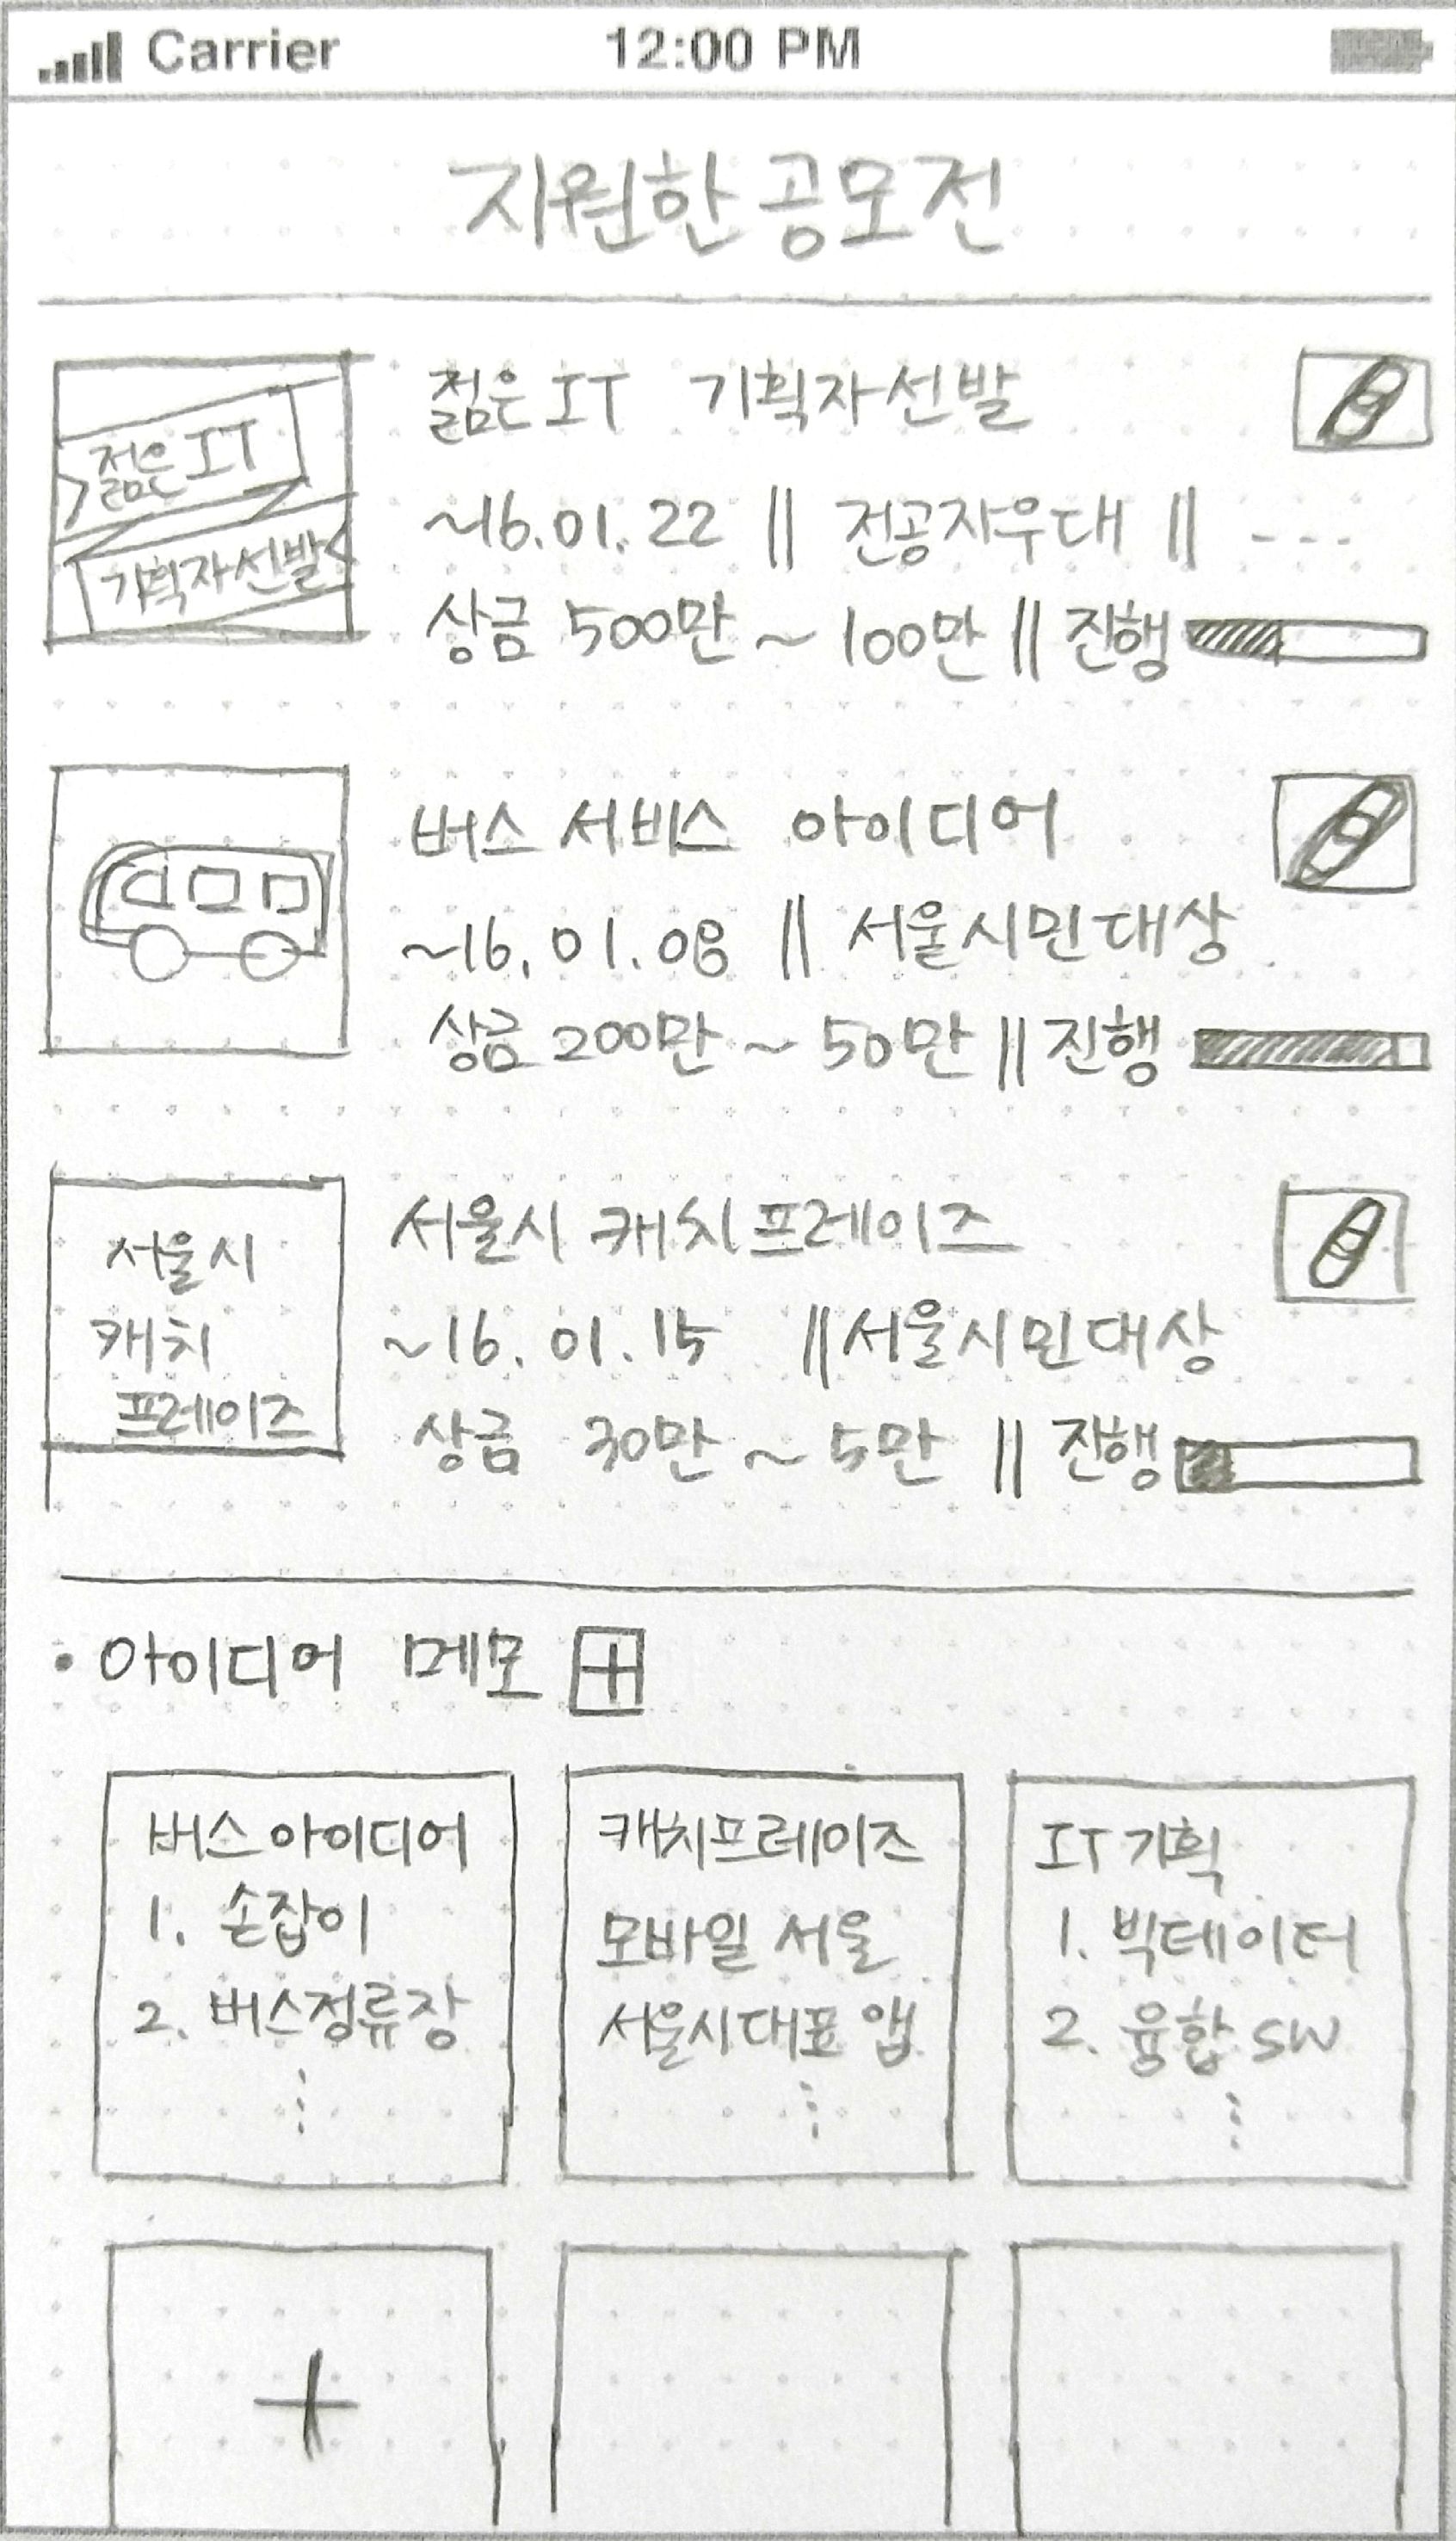 Carrier 12:00 PM
지원한 공모전
젊은 IT
기획자 선발
젊은 IT 기획자 선발
~16.01.22 || 전공자우대 || ---
상금 500만 ~ 100만 || 진행
버스 서비스 아이디어
~16.01.08 || 서울시민대상
상금 200만 ~ 50만 || 진행
서울시
캐치
프레이즈
서울시 캐치프레이즈
~16.01.15 || 서울시민대상
상금 30만 ~ 5만 || 진행
• 아이디어 메모 +
버스 아이디어
1. 손잡이
2. 버스정류장
⋮
캐치프레이즈
모바일 서울
서울시대표 앱
⋮
IT 기획
1. 빅테이터
2. 융합 SW
⋮
+